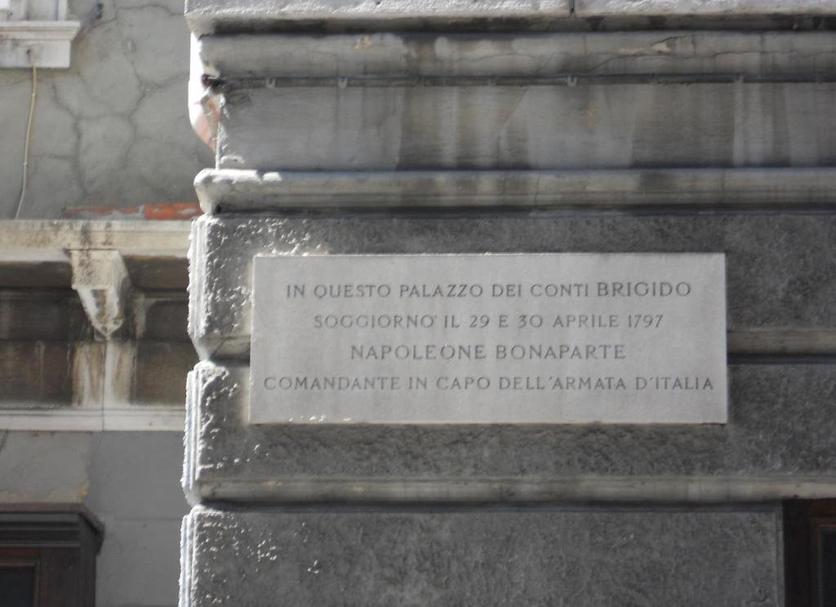 IN QUESTO PALAZZO DEI CONTI BRIGIDO
SOGGIORNO' IL 29 E 30 APRILE 1797
NAPOLEONE BONAPARTE
COMANDANTE IN CAPO DELL'ARMATA D'ITALIA